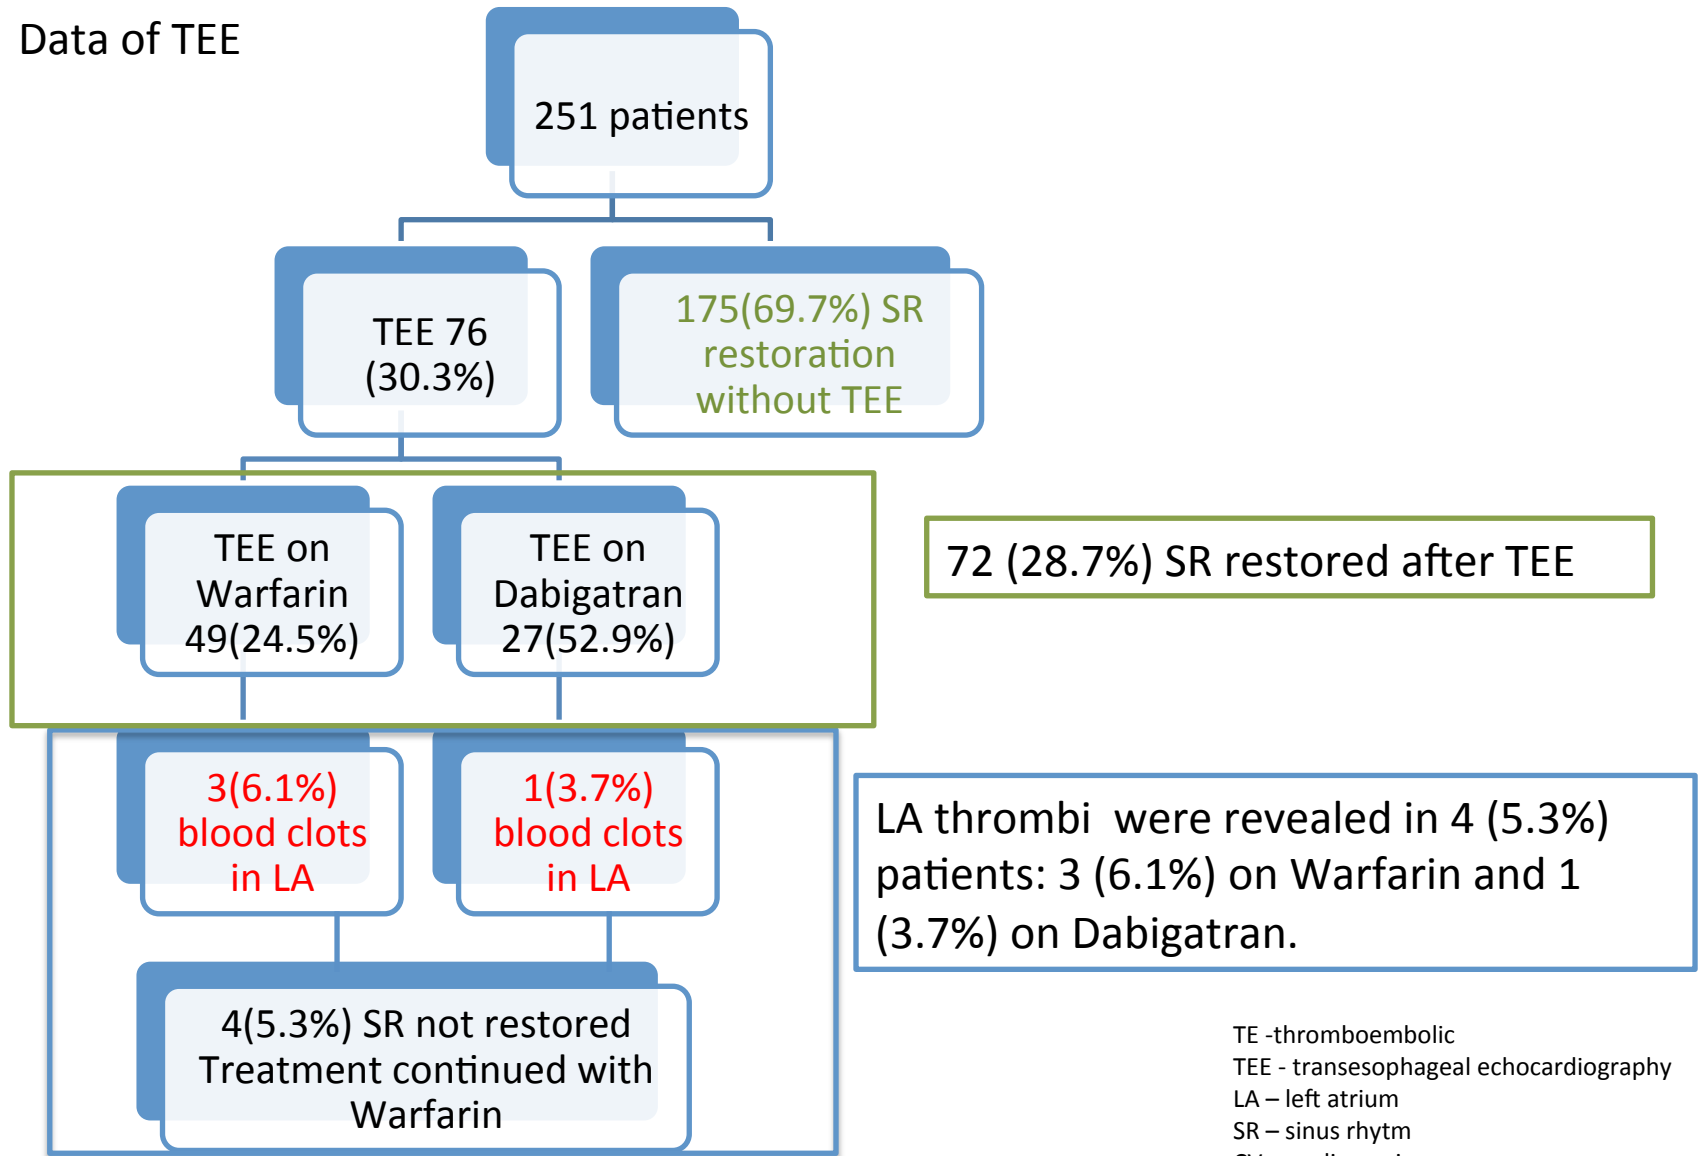 Data of TEE
251 patients
TEE 76
(30.3%)
175(69.7%) SR
restoration
without TEE
TEE on
Warfarin
49(24.5%)
TEE on
Dabigatran
27(52.9%)
72 (28.7%) SR restored after TEE
3(6.1%)
blood clots
in LA
1(3.7%)
blood clots
in LA
LA thrombi were revealed in 4 (5.3%)
patients: 3 (6.1%) on Warfarin and 1
(3.7%) on Dabigatran.
4(5.3%) SR not restored
Treatment continued with
Warfarin
TE -thromboembolic
TEE - transesophageal echocardiography
LA – left atrium
SR – sinus rhytm